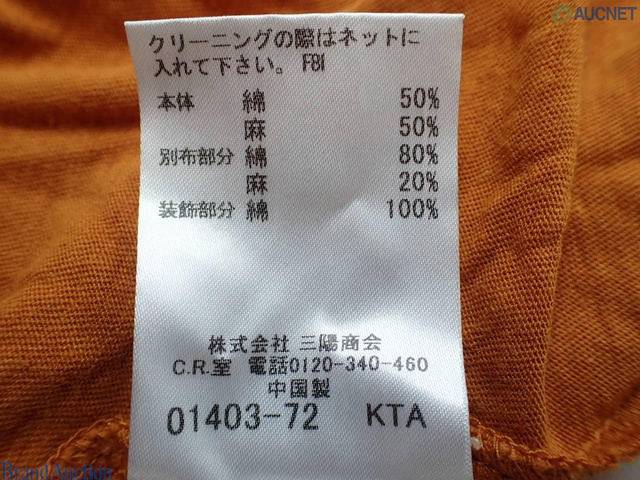 AUCNET
クリーニングの際はネットに
入れて下さい。 F8I
本体 綿 50%
麻 50%
別布部分 綿 80%
麻 20%
装飾部分 綿 100%
株式会社 三陽商会
C.R.室 電話0120-340-460
中国製
01403-72 KTA
Brand Auction